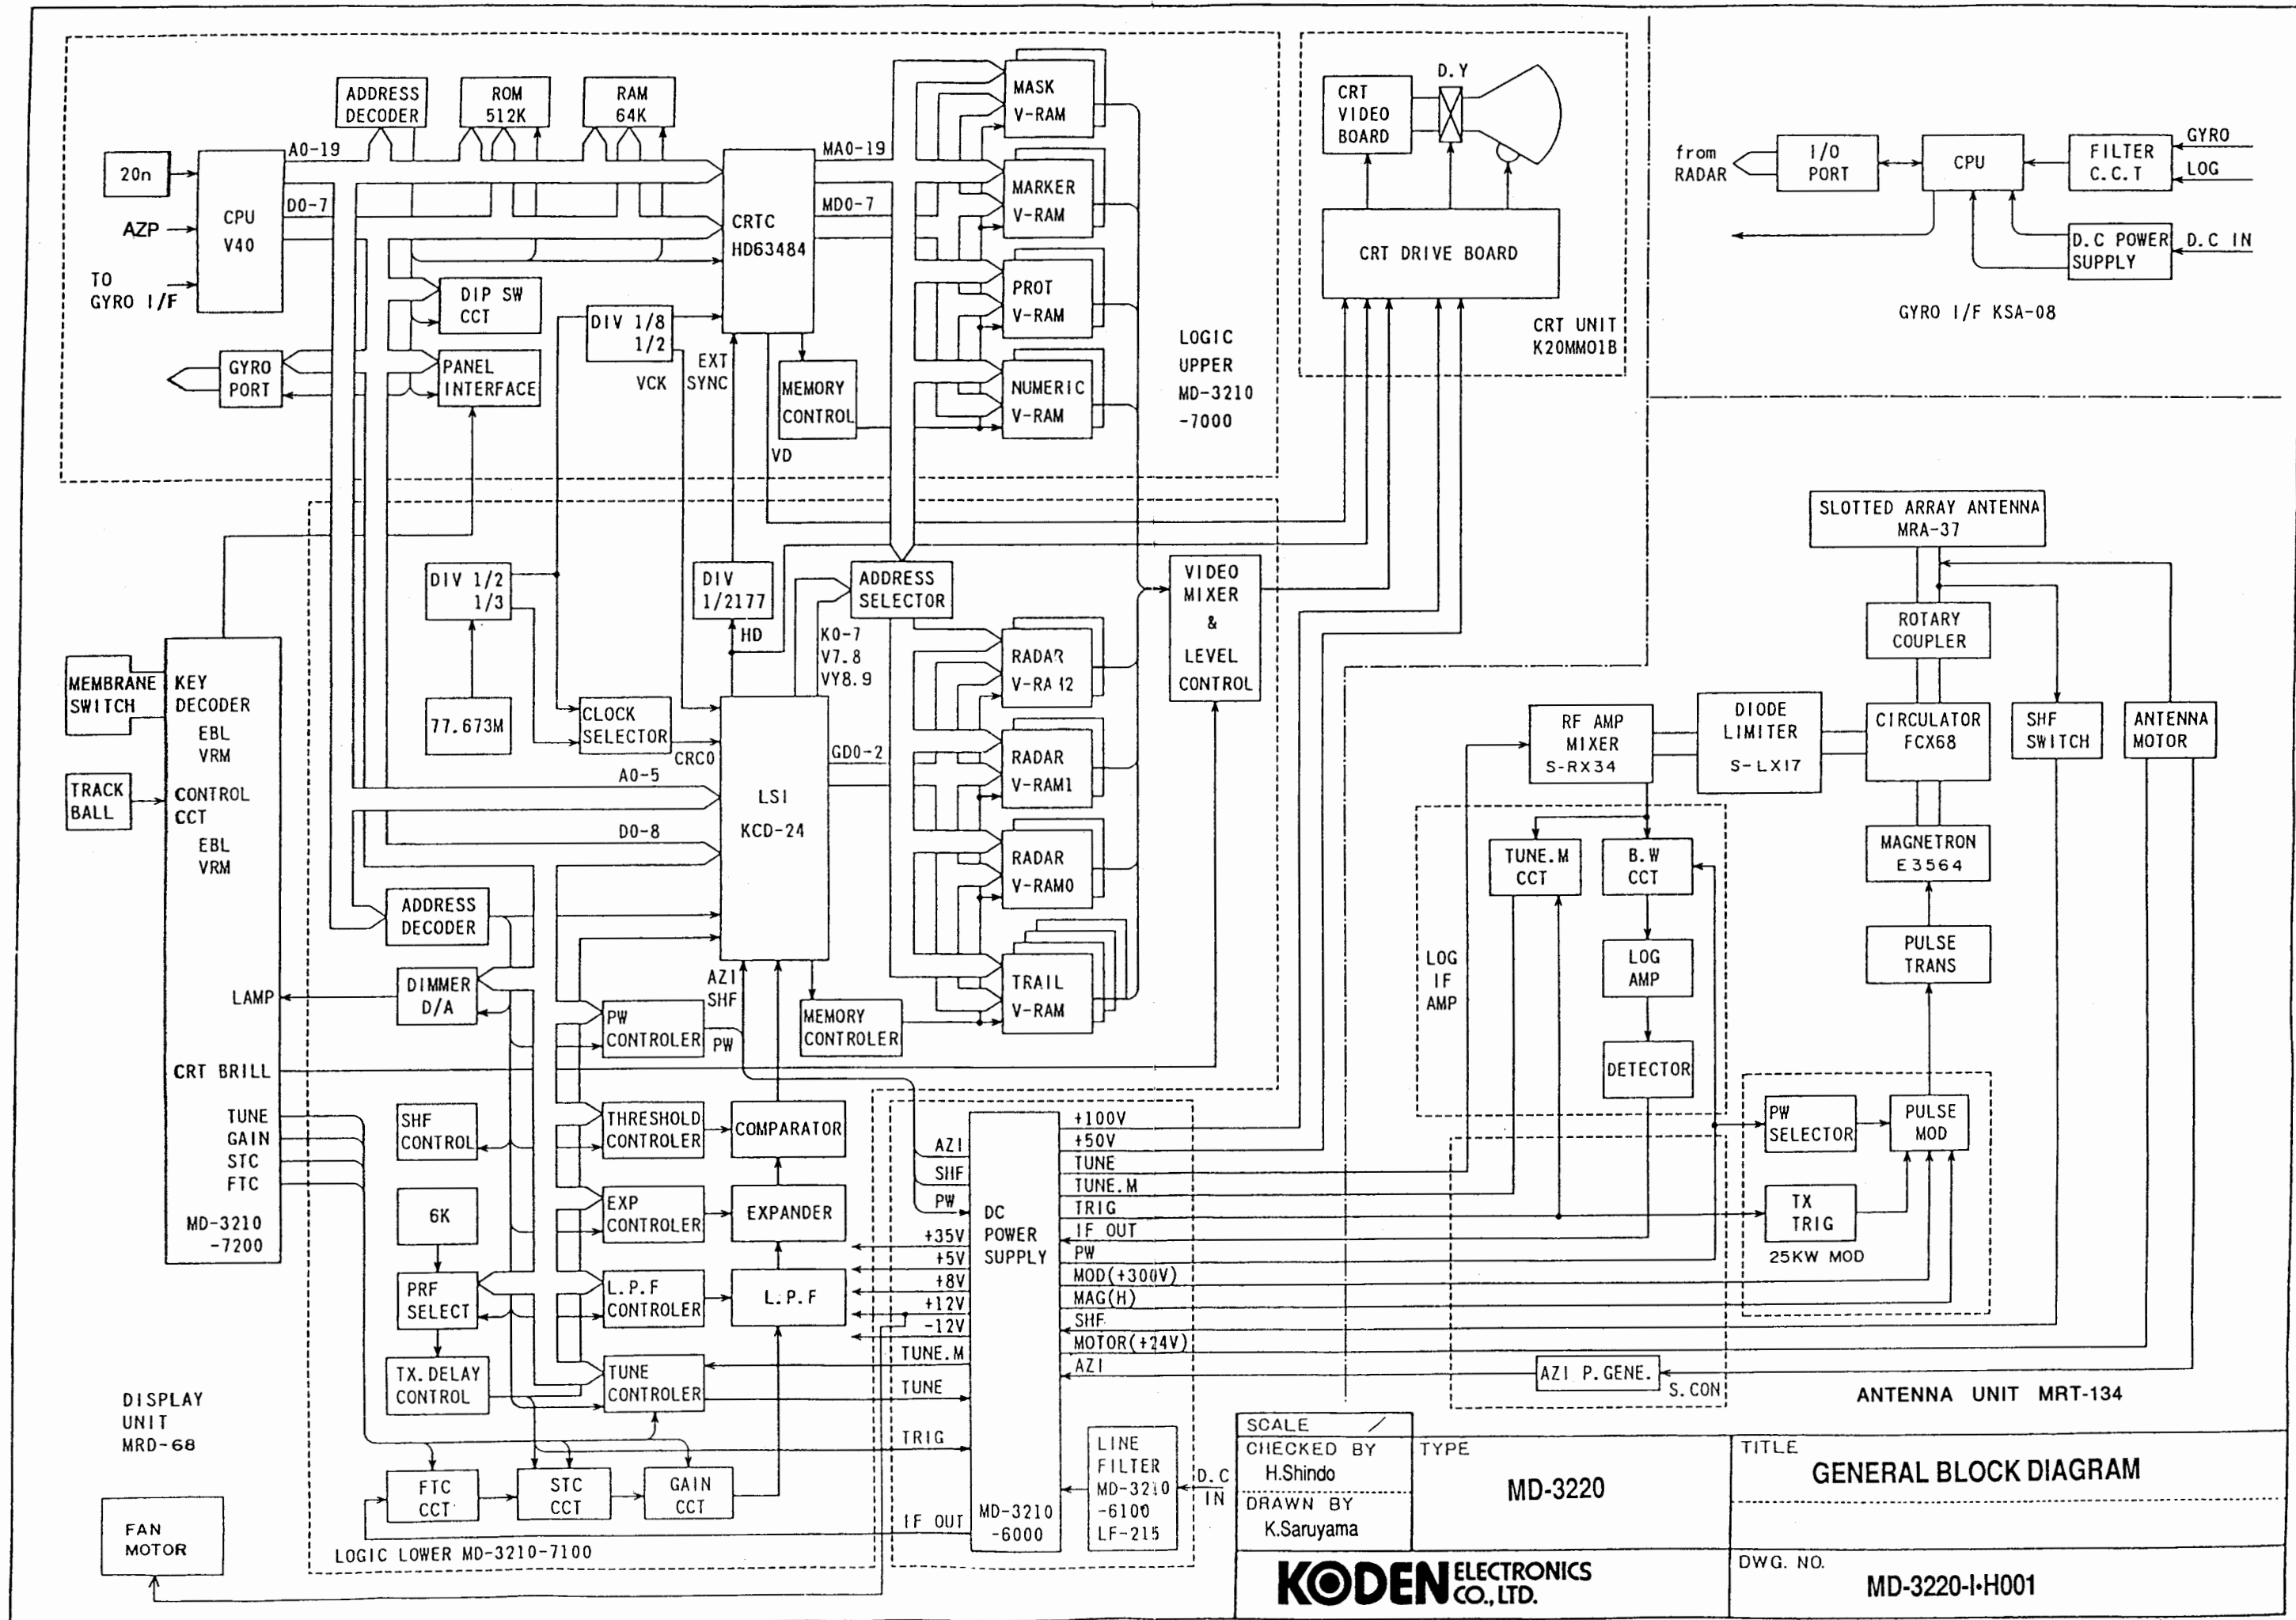 ADDRESS
DECODER
ROM
512K
RAM
64K
20n
AZP
TO
GYRO I/F
CPU
V40
A0-19
D0-7
DIP SW
CCT
GYRO
PORT
PANEL
INTERFACE
DIV 1/8
1/2
VCK
EXT
SYNC
CRTC
HD63484
MA0-19
MD0-7
MEMORY
CONTROL
VD
MASK
V-RAM
MARKER
V-RAM
PROT
V-RAM
NUMERIC
V-RAM
LOGIC
UPPER
MD-3210
-7000
CRT
VIDEO
BOARD
D.Y
CRT DRIVE BOARD
CRT UNIT
K20MM01B
from
RADAR
I/O
PORT
CPU
FILTER
C.C.T
GYRO
LOG
D.C POWER
SUPPLY
D.C IN
GYRO I/F KSA-08
MEMBRANE
SWITCH
TRACK
BALL
KEY
DECODER
EBL
VRM
CONTROL
CCT
EBL
VRM
LAMP
CRT BRILL
TUNE
GAIN
STC
FTC
MD-3210
-7200
DIV 1/2
1/3
77.673M
CLOCK
SELECTOR
CRC0
DIV
1/2177
HD
ADDRESS
SELECTOR
K0-7
V7.8
VY8.9
A0-5
D0-8
LSI
KCD-24
GD0-2
ADDRESS
DECODER
DIMMER
D/A
AZI
SHF
PW
CONTROLER
PW
MEMORY
CONTROLER
RADAR
V-RAM2
RADAR
V-RAM1
RADAR
V-RAM0
TRAIL
V-RAM
VIDEO
MIXER
&
LEVEL
CONTROL
SHF
CONTROL
THRESHOLD
CONTROLER
COMPARATOR
6K
EXP
CONTROLER
EXPANDER
PRF
SELECT
L.P.F
CONTROLER
L.P.F
TX.DELAY
CONTROL
TUNE
CONTROLER
FTC
CCT
STC
CCT
GAIN
CCT
LOGIC LOWER MD-3210-7100
DISPLAY
UNIT
MRD-68
FAN
MOTOR
AZI
SHF
PW
+35V
+5V
+8V
+12V
-12V
TUNE.M
TUNE
TRIG
IF OUT
DC
POWER
SUPPLY
MD-3210
-6000
+100V
+50V
TUNE
TUNE.M
TRIG
IF OUT
PW
MOD(+300V)
MAG(H)
SHF
MOTOR(+24V)
AZI
LINE
FILTER
MD-3210
-6100
LF-215
D.C
IN
SLOTTED ARRAY ANTENNA
MRA-37
ROTARY
COUPLER
RF AMP
MIXER
S-RX34
DIODE
LIMITER
S-LX17
CIRCULATOR
FCX68
SHF
SWITCH
ANTENNA
MOTOR
TUNE.M
CCT
B.W
CCT
MAGNETRON
E3564
LOG
IF
AMP
LOG
AMP
PULSE
TRANS
DETECTOR
PW
SELECTOR
PULSE
MOD
TX
TRIG
25KW MOD
AZI P.GENE.
S.CON
ANTENNA UNIT MRT-134
SCALE /
CHECKED BY
H.Shindo
DRAWN BY
K.Saruyama
TYPE
MD-3220
TITLE
GENERAL BLOCK DIAGRAM
KODEN ELECTRONICS
CO., LTD.
DWG. NO.
MD-3220-I•H001